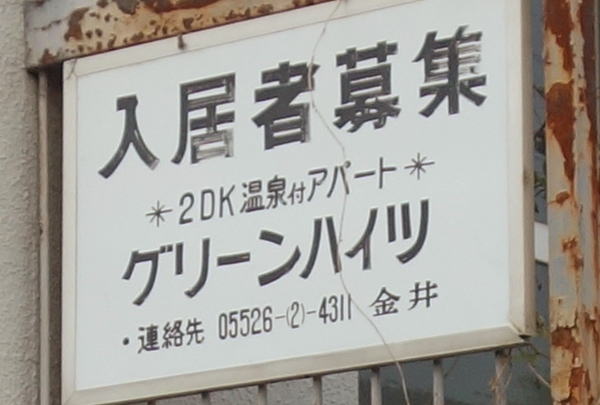 入居者募集
＊2DK温泉付アパート＊
グリーンハイツ
・連絡先 05526-(2)-4311 金井